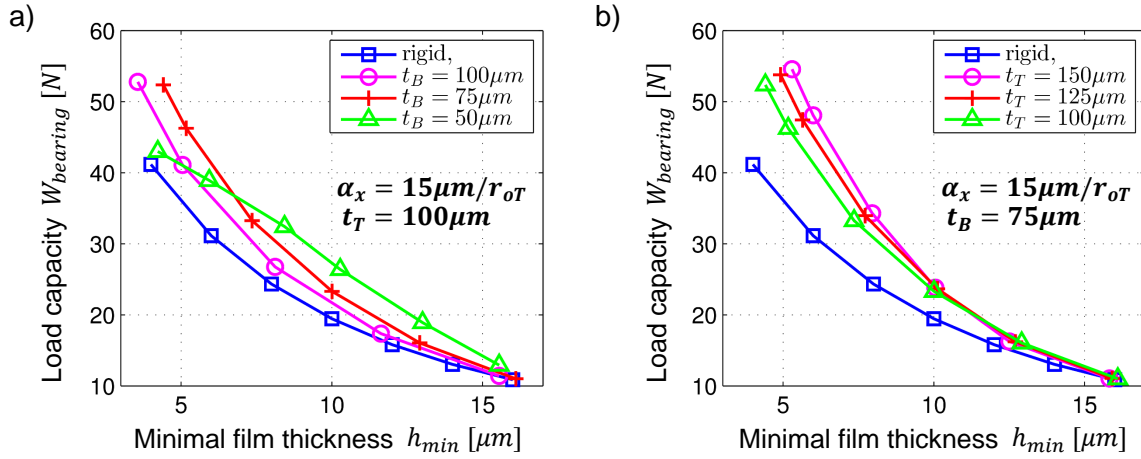 a)
60
50
40
30
20
10
5
10
15
Load capacity W_bearing [N]
Minimal film thickness h_min [μm]
rigid,
t_B = 100μm
t_B = 75μm
t_B = 50μm
α_x = 15μm/r_oT
t_T = 100μm
b)
60
50
40
30
20
10
5
10
15
Load capacity W_bearing [N]
Minimal film thickness h_min [μm]
rigid,
t_T = 150μm
t_T = 125μm
t_T = 100μm
α_x = 15μm/r_oT
t_B = 75μm